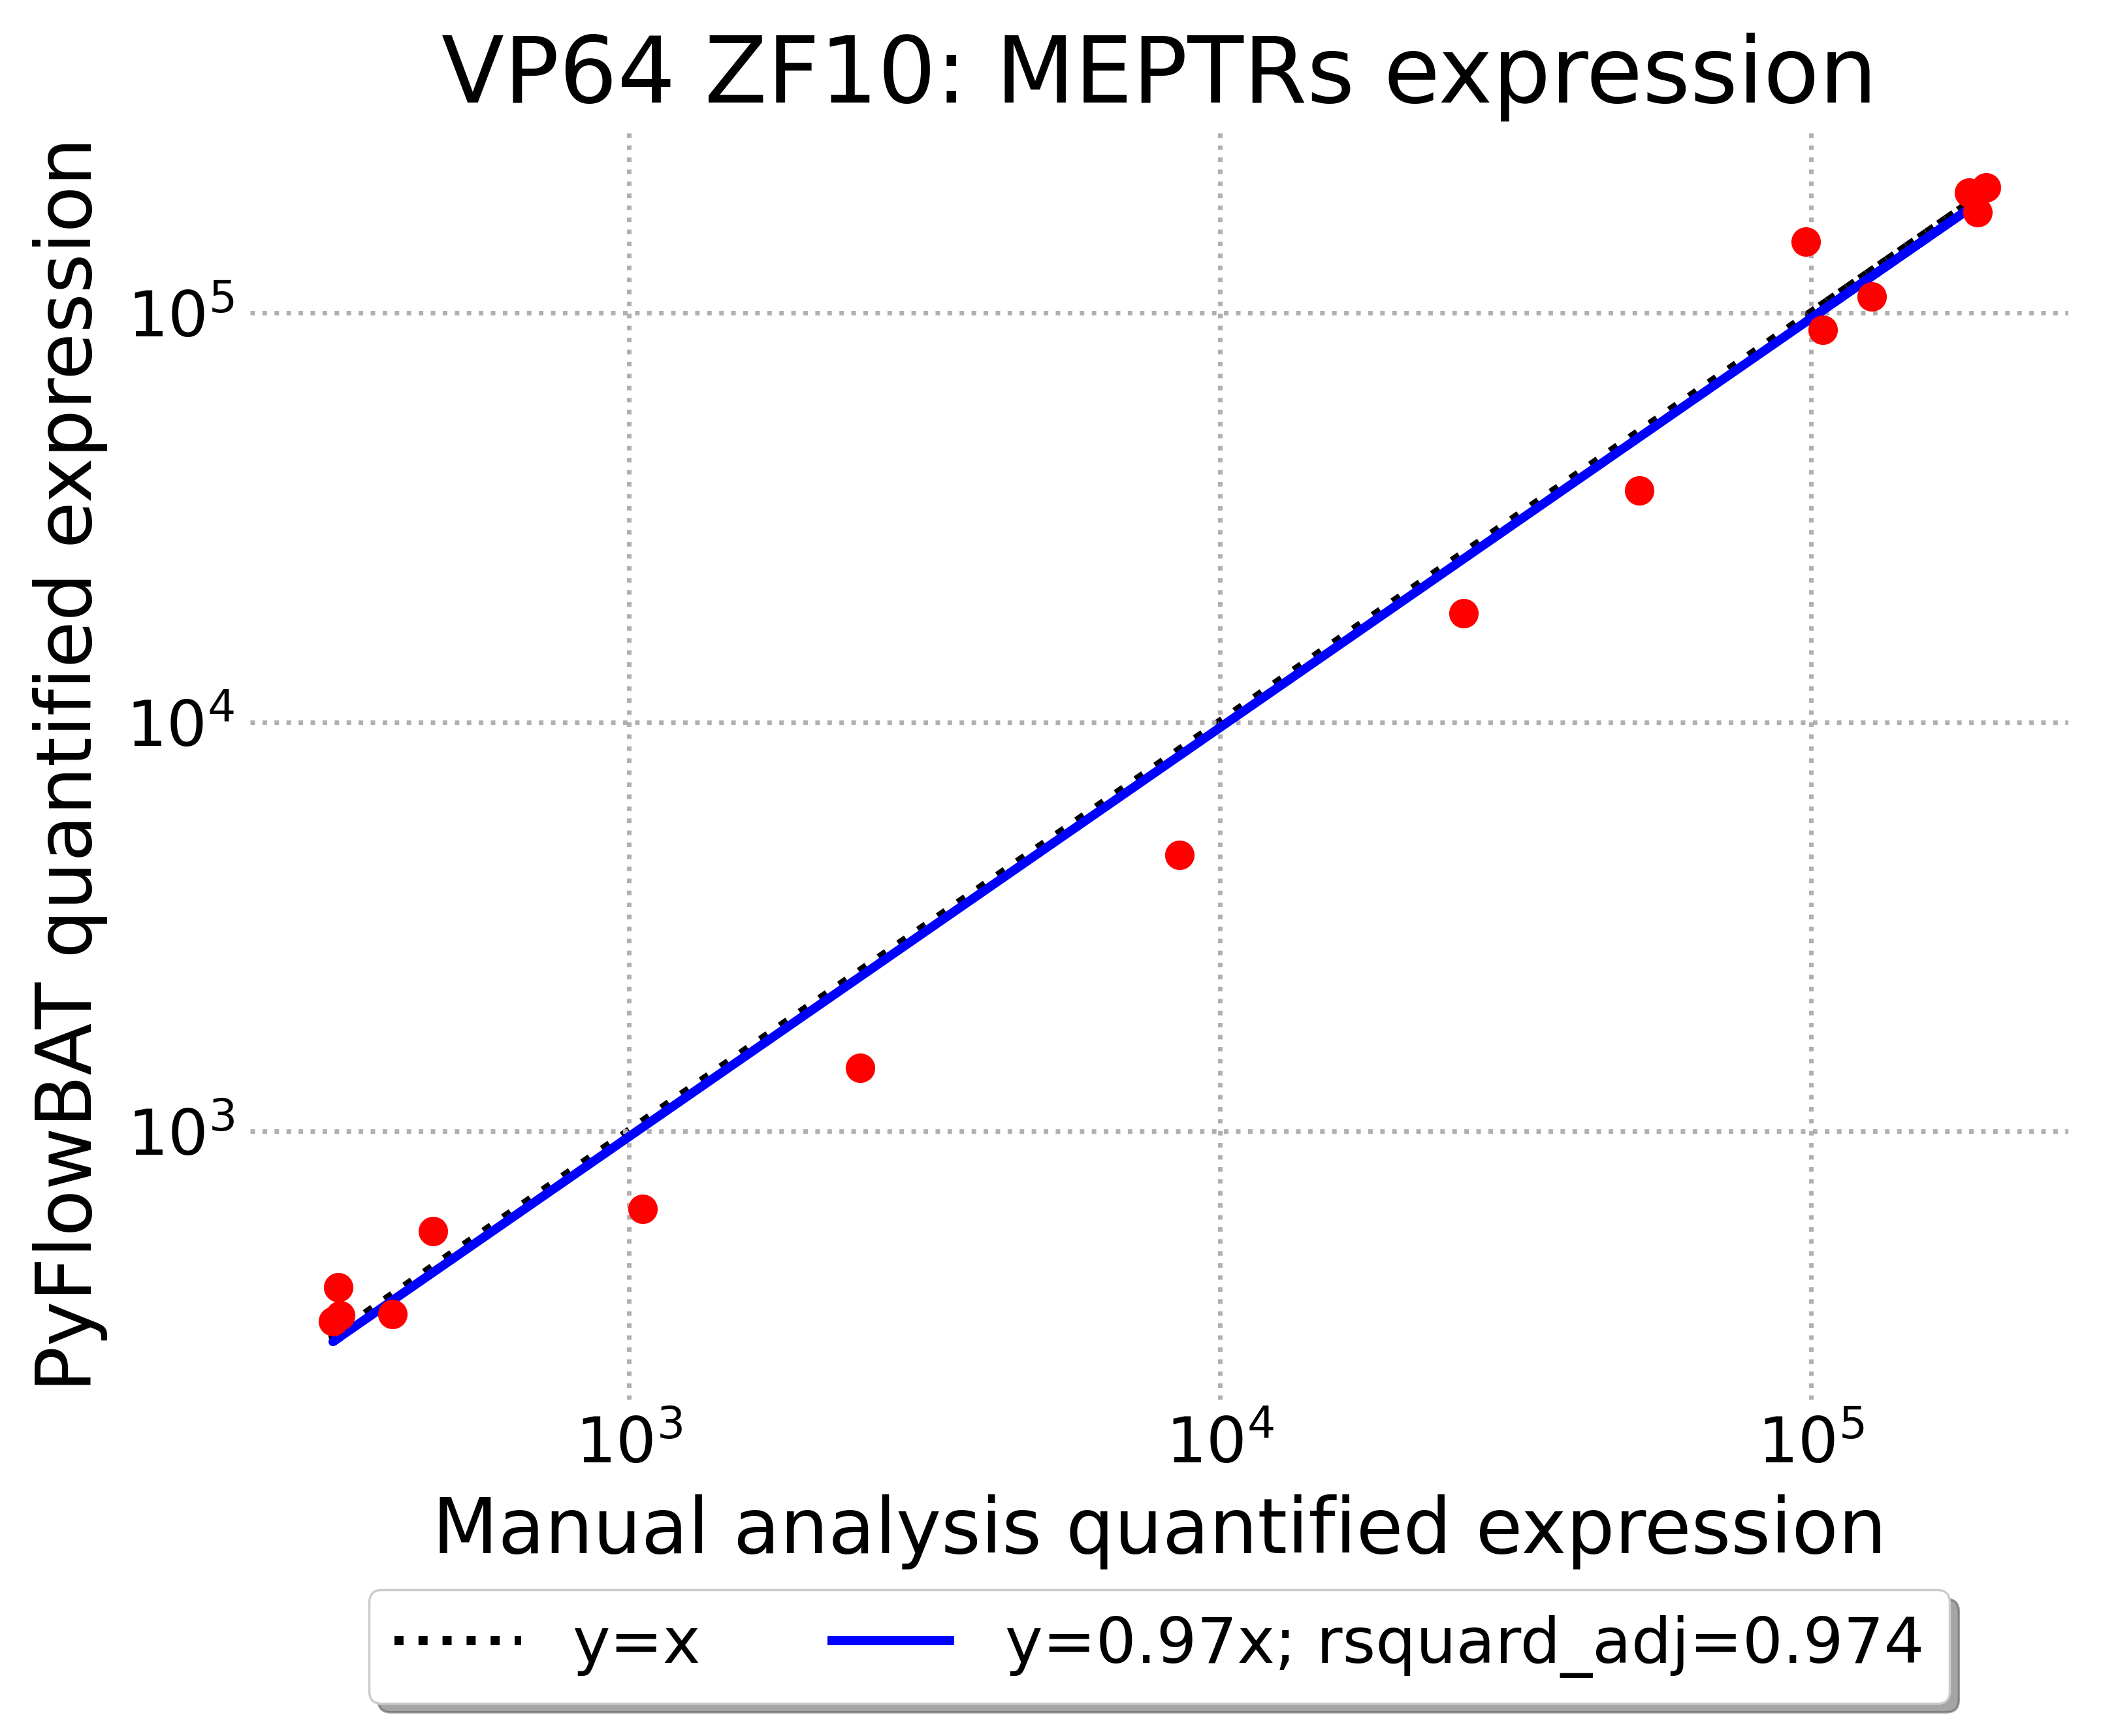 VP64 ZF10: MEPTRs expression
PyFlowBAT quantified expression
10⁵
10⁴
10³
10³ 10⁴ 10⁵
Manual analysis quantified expression
y=x y=0.97x; rsquard_adj=0.974